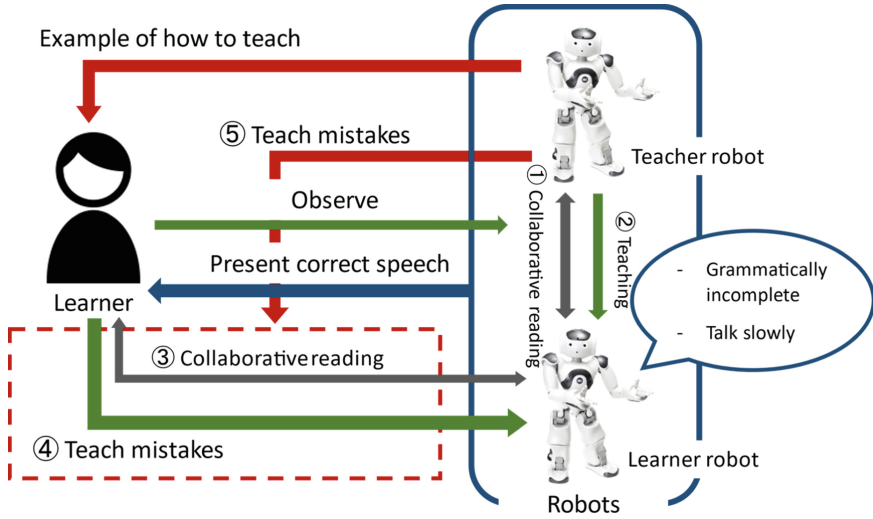 Example of how to teach
⑤ Teach mistakes
Teacher robot
Observe
① Collaborative reading
② Teaching
Present correct speech
- Grammatically
incomplete
- Talk slowly
Learner
③ Collaborative reading
④ Teach mistakes
Learner robot
Robots